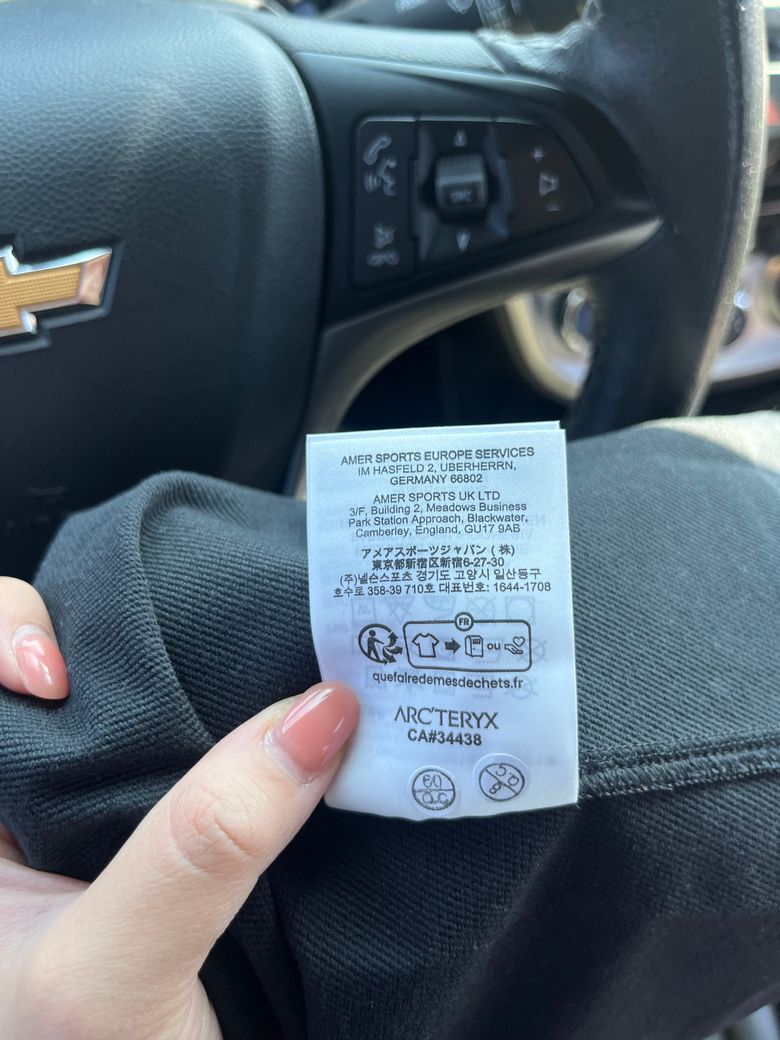 SRC
AMER SPORTS EUROPE SERVICES
IM HASFELD 2, UBERHERRN,
GERMANY 66802
AMER SPORTS UK LTD
3/F, Building 2, Meadows Business
Park Station Approach, Blackwater,
Camberley, England, GU17 9AB
アメアスポーツジャパン (株)
東京都新宿区新宿6-27-30
(주)넬슨스포츠 경기도 고양시 일산동구
호수로 358-39 710호 대표번호: 1644-1708
FR
ou
quefairedemesdechets.fr
ARC'TERYX
CA#34438